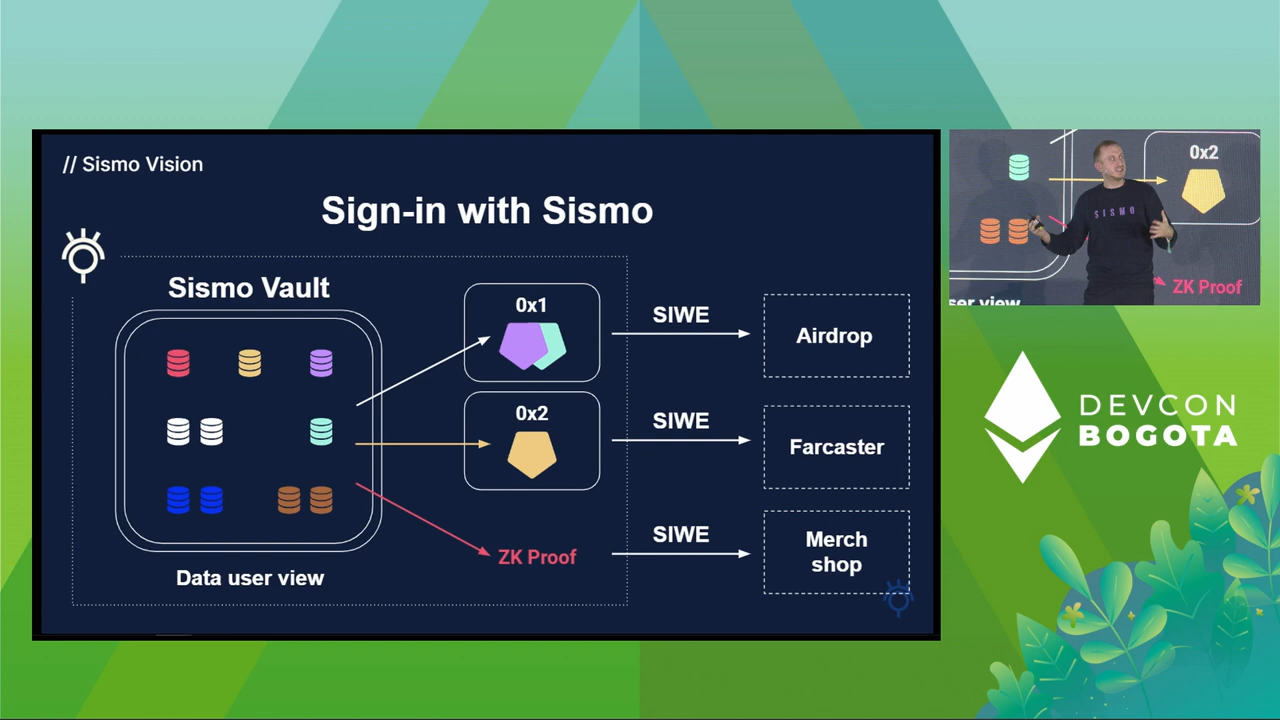 // Sismo Vision
Sign-in with Sismo
Sismo Vault
Data user view
0x1
0x2
ZK Proof
SIWE
Airdrop
SIWE
Farcaster
SIWE
Merch
shop
0x2
SISMO
ZK Proof
ser view
DEVCON
BOGOTA